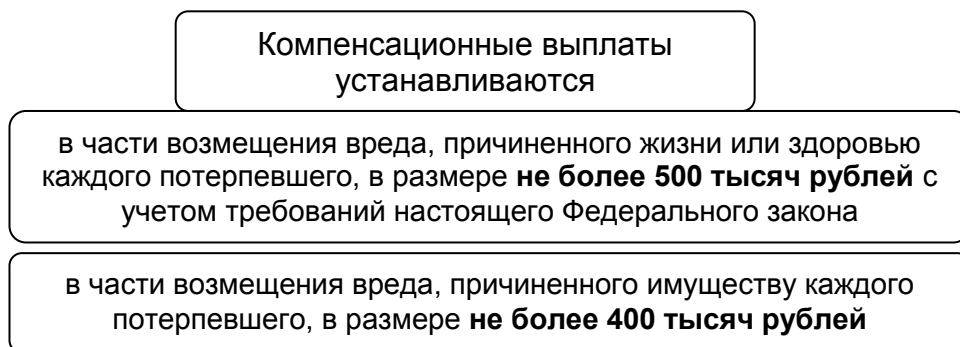 Компенсационные выплаты
устанавливаются
в части возмещения вреда, причиненного жизни или здоровью
каждого потерпевшего, в размере не более 500 тысяч рублей с
учетом требований настоящего Федерального закона
в части возмещения вреда, причиненного имуществу каждого
потерпевшего, в размере не более 400 тысяч рублей